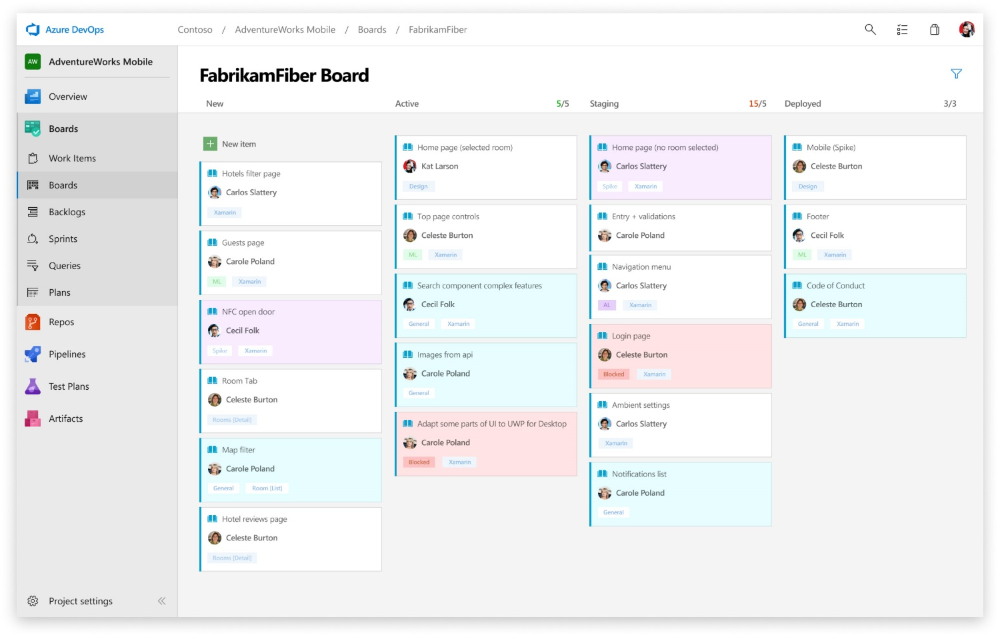 Azure DevOps
Contoso / AdventureWorks Mobile / Boards / FabrikamFiber
AW AdventureWorks Mobile
Overview
Boards
Work Items
Boards
Backlogs
Sprints
Queries
Plans
Repos
Pipelines
Test Plans
Artifacts
Project settings
FabrikamFiber Board
New
New item
Hotels filter page
Carlos Slattery
Xamarin
Guests page
Carole Poland
ML Xamarin
NFC open door
Cecil Folk
Spike Xamarin
Room Tab
Celeste Burton
Rooms [Detail]
Map filter
Carole Poland
General Room [List]
Hotel reviews page
Celeste Burton
Rooms [Detail]
Active 5/5
Home page (selected room)
Kat Larson
Design
Top page controls
Celeste Burton
ML Xamarin
Search component complex features
Cecil Folk
General Xamarin
Images from api
Carole Poland
General
Adapt some parts of UI to UWP for Desktop
Carole Poland
Blocked Xamarin
Staging 15/5
Home page (no room selected)
Carlos Slattery
Spike Xamarin
Entry + validations
Carole Poland
Navigation menu
Carlos Slattery
AL Xamarin
Login page
Celeste Burton
Blocked Xamarin
Ambient settings
Carlos Slattery
Xamarin
Notifications list
Carole Poland
General
Deployed 3/3
Mobile (Spike)
Celeste Burton
Design
Footer
Cecil Folk
ML Xamarin
Code of Conduct
Celeste Burton
General Xamarin